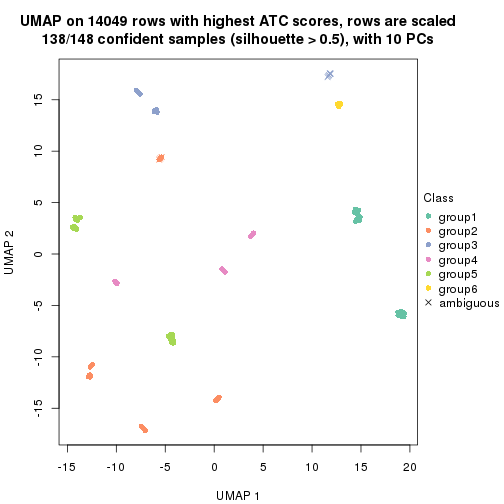 UMAP on 14049 rows with highest ATC scores, rows are scaled
138/148 confident samples (silhouette > 0.5), with 10 PCs
15
10
5
0
-5
-10
-15
UMAP 2
-15 -10 -5 0 5 10 15 20
UMAP 1
Class
group1
group2
group3
group4
group5
group6
ambiguous